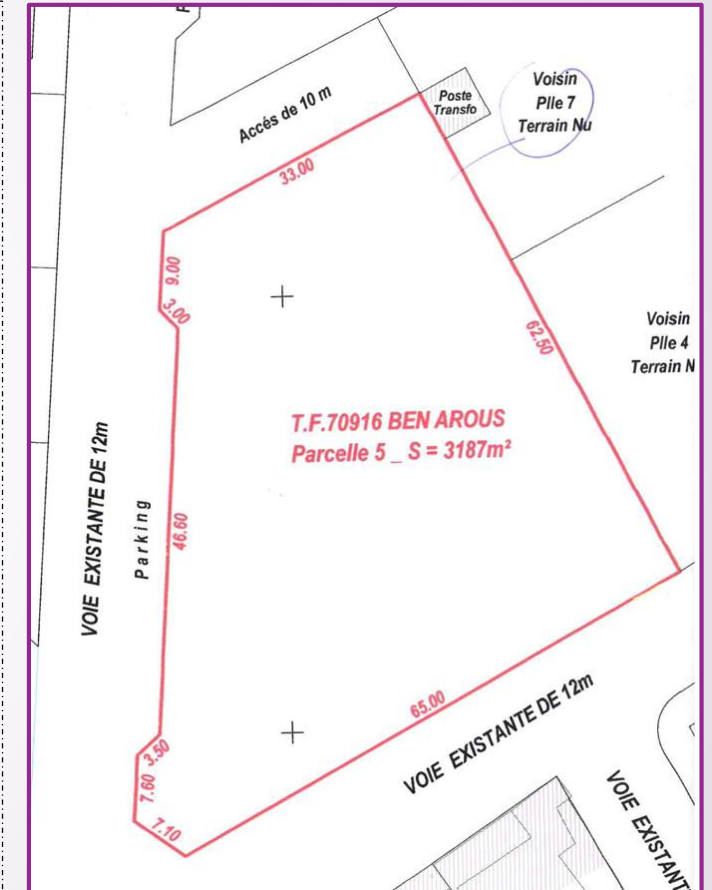 Accés de 10 m
Poste
Transfo
Voisin
Plle 7
Terrain Nu
33.00
9.00
3.00
62.50
Voisin
Plle 4
Terrain N
T.F.70916 BEN AROUS
Parcelle 5 _ S = 3187m²
VOIE EXISTANTE DE 12m
Parking
46.60
65.00
VOIE EXISTANTE DE 12m
3.50
7.60
7.10
VOIE EXISTANT